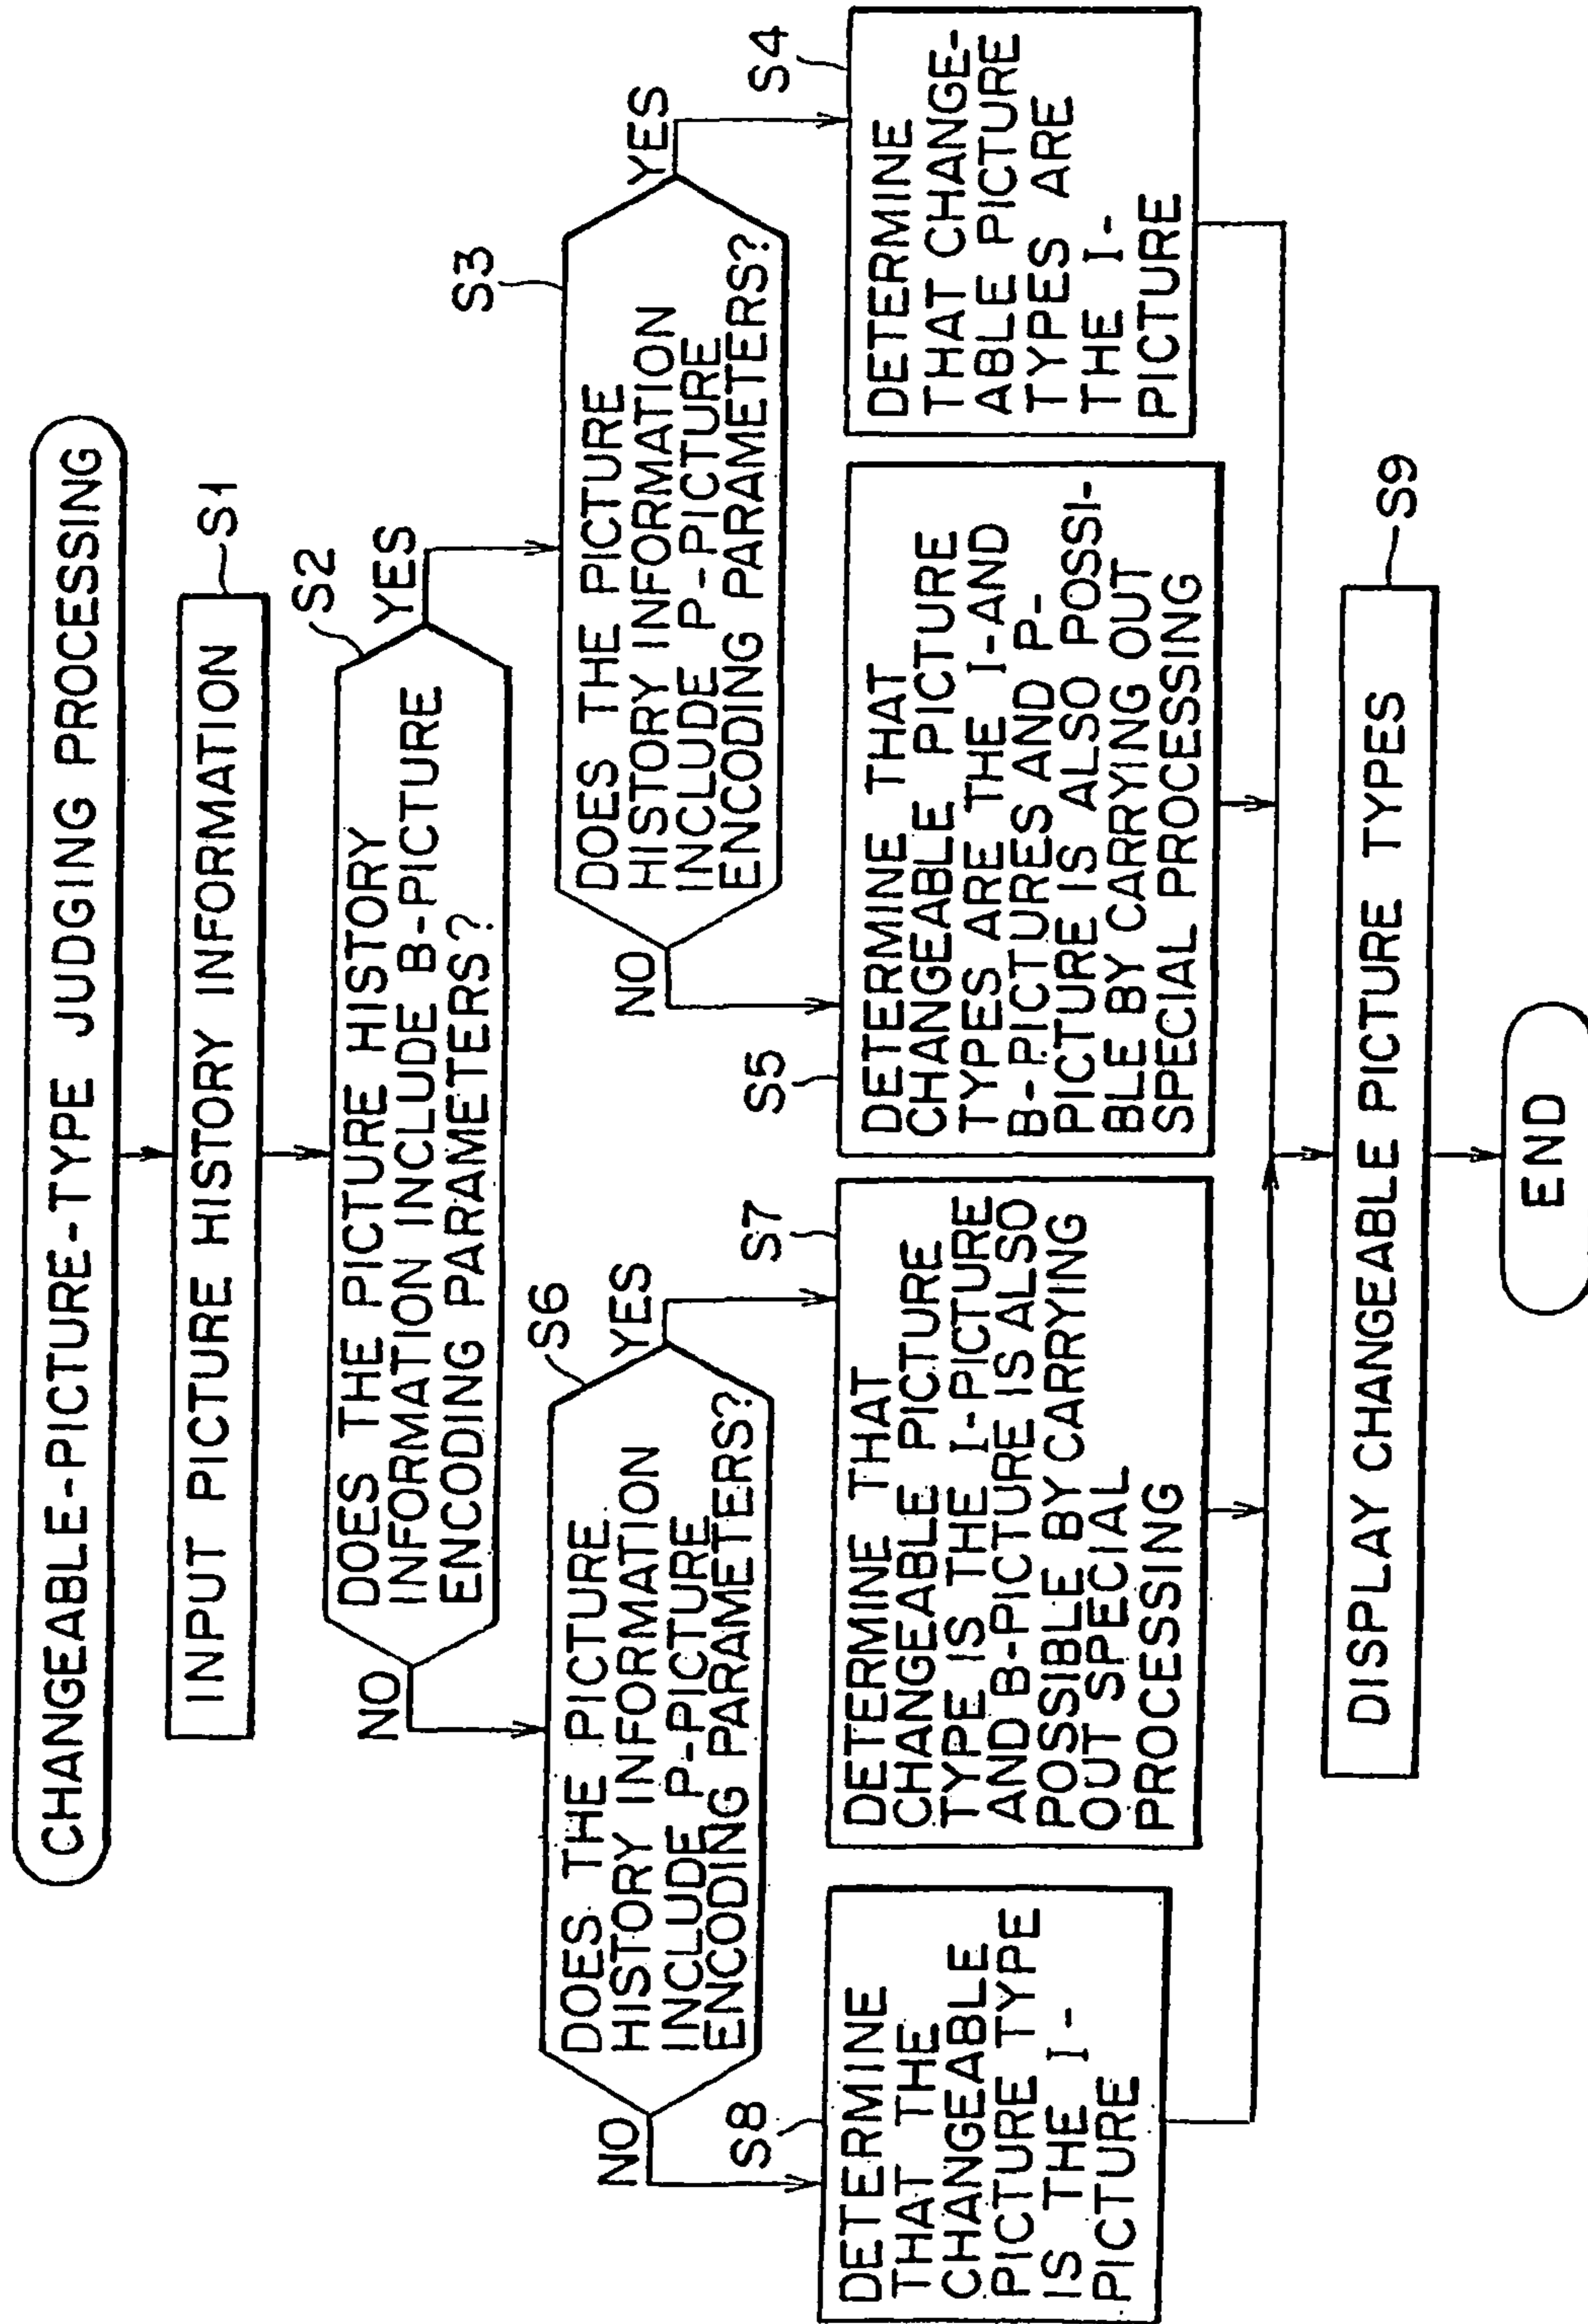 CHANGEABLE-PICTURE-TYPE JUDGING PROCESSING
INPUT PICTURE HISTORY INFORMATION
S1
S2
DOES THE PICTURE HISTORY
INFORMATION INCLUDE B-PICTURE
ENCODING PARAMETERS?
NO
YES
S6
DOES THE PICTURE
HISTORY INFORMATION
INCLUDE P-PICTURE
ENCODING PARAMETERS?
NO
YES
S3
DOES THE PICTURE
HISTORY INFORMATION
INCLUDE P-PICTURE
ENCODING PARAMETERS?
NO
YES
S8
DETERMINE
THAT THE
CHANGEABLE
PICTURE TYPE
IS THE I-
PICTURE
S7
DETERMINE THAT
CHANGEABLE PICTURE
TYPE IS THE I-PICTURE
AND B-PICTURE IS ALSO
POSSIBLE BY CARRYING
OUT SPECIAL
PROCESSING
S5
DETERMINE THAT
CHANGEABLE PICTURE
TYPES ARE THE I-AND
B-PICTURES AND P-
PICTURE IS ALSO POSSI-
BLE BY CARRYING OUT
SPECIAL PROCESSING
S4
DETERMINE
THAT CHANGE-
ABLE PICTURE
TYPES ARE
THE I-
PICTURE
DISPLAY CHANGEABLE PICTURE TYPES
S9
END